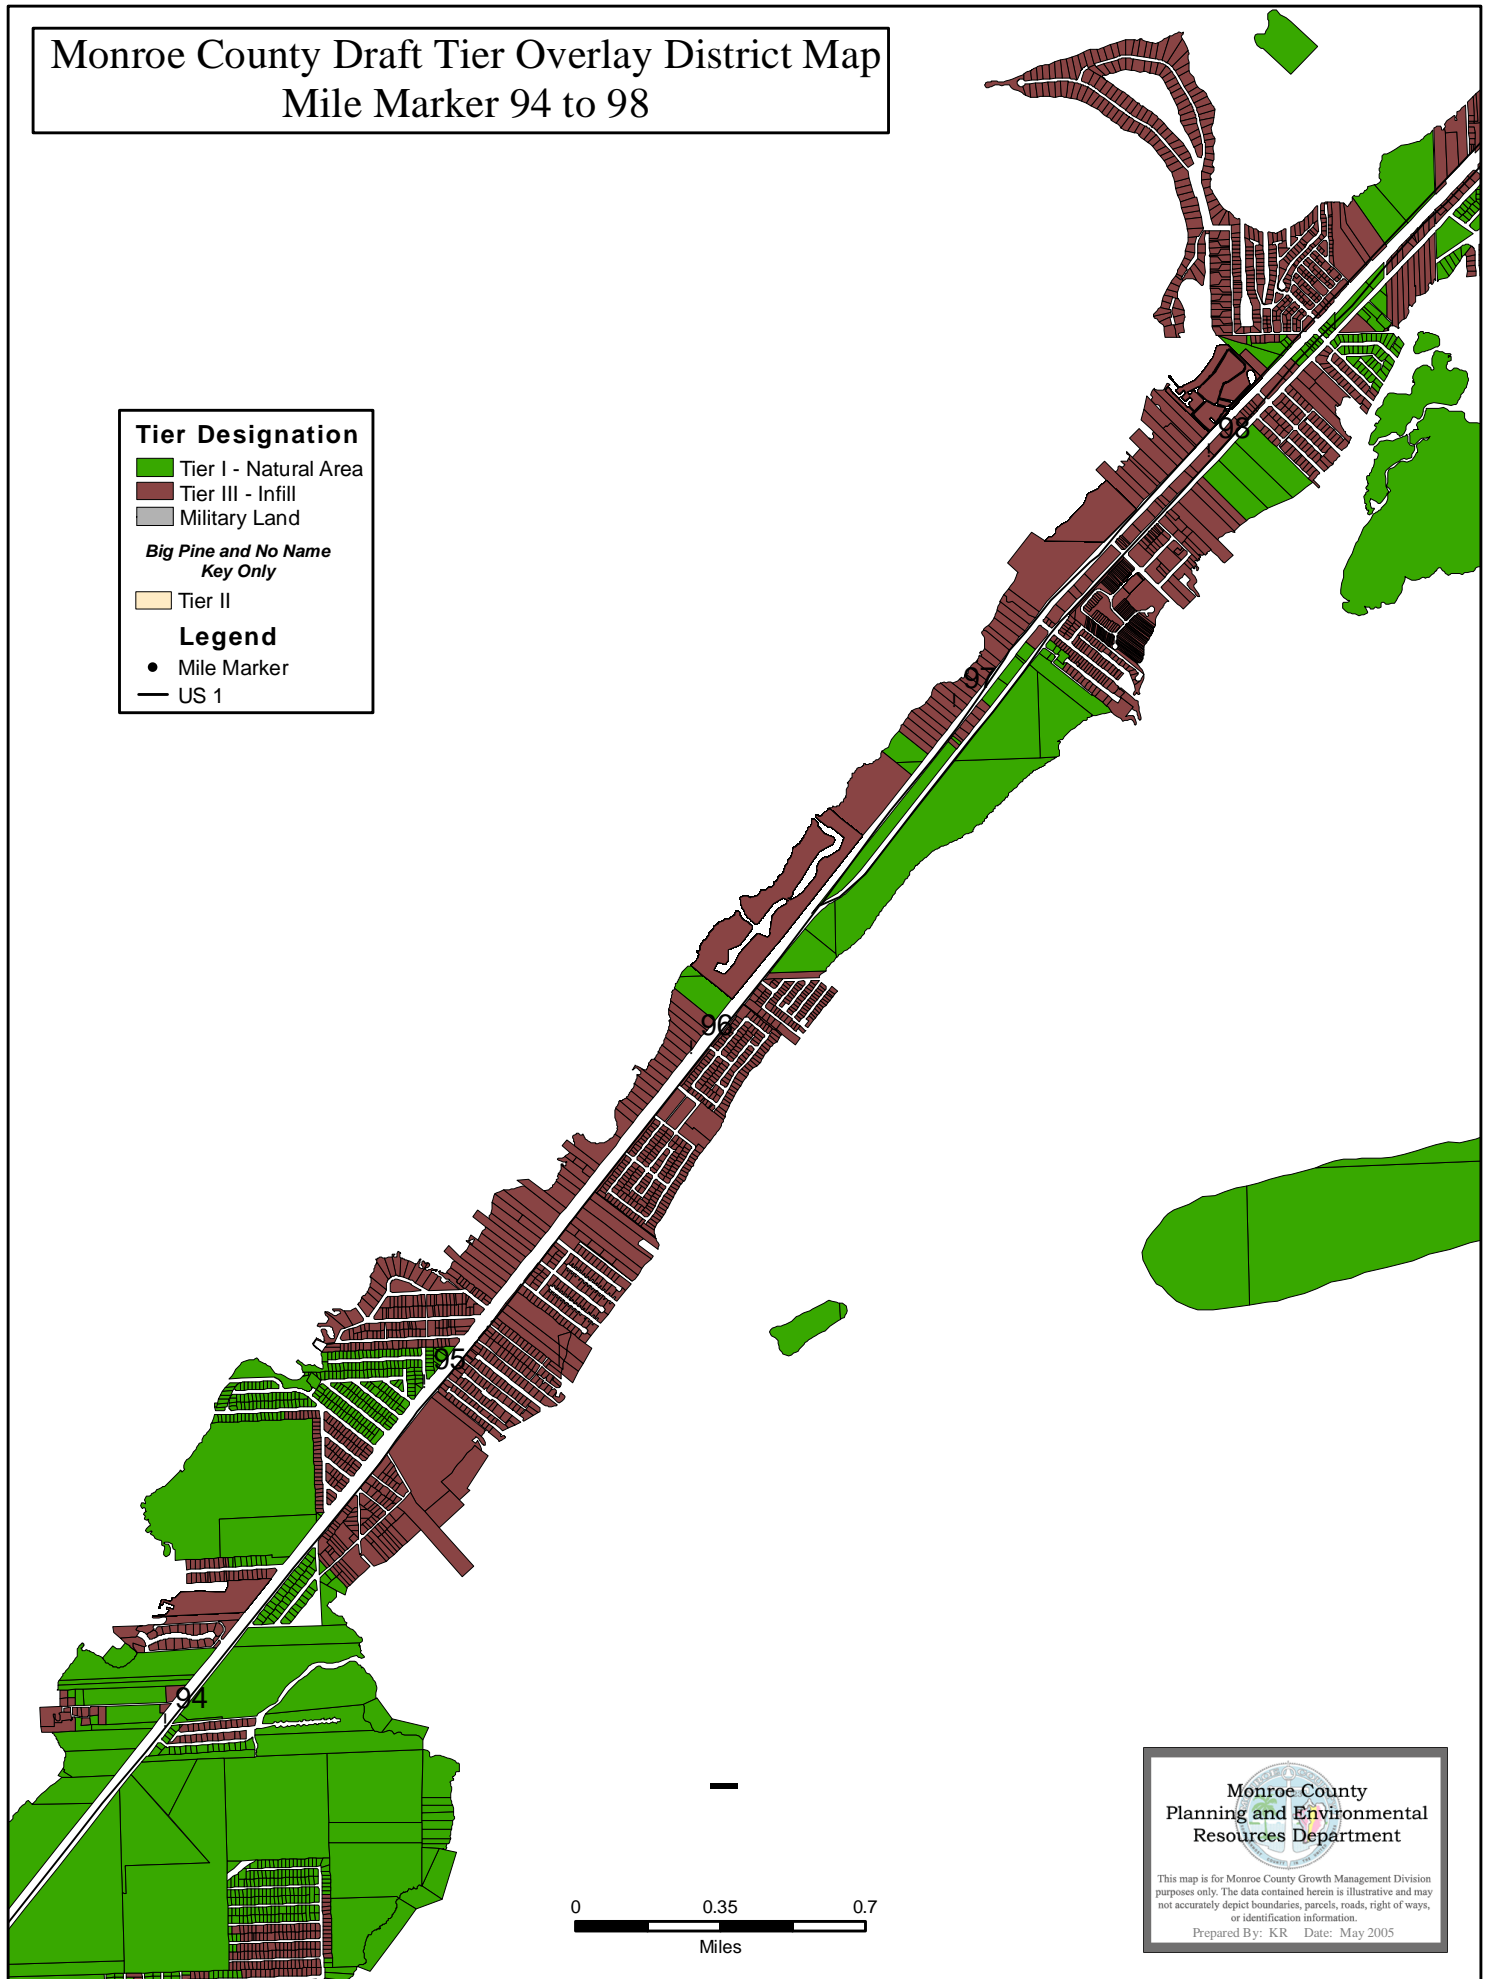 Monroe County Draft Tier Overlay District Map
Mile Marker 94 to 98
Tier Designation
Tier I - Natural Area
Tier III - Infill
Military Land
Big Pine and No Name
Key Only
Tier II
Legend
Mile Marker
US 1
98
97
96
95
94
0 0.35 0.7
Miles
Monroe County
Planning and Environmental
Resources Department
This map is for Monroe County Growth Management Division
purposes only. The data contained herein is illustrative and may
not accurately depict boundaries, parcels, roads, right of ways,
or identification information.
Prepared By: KR Date: May 2005